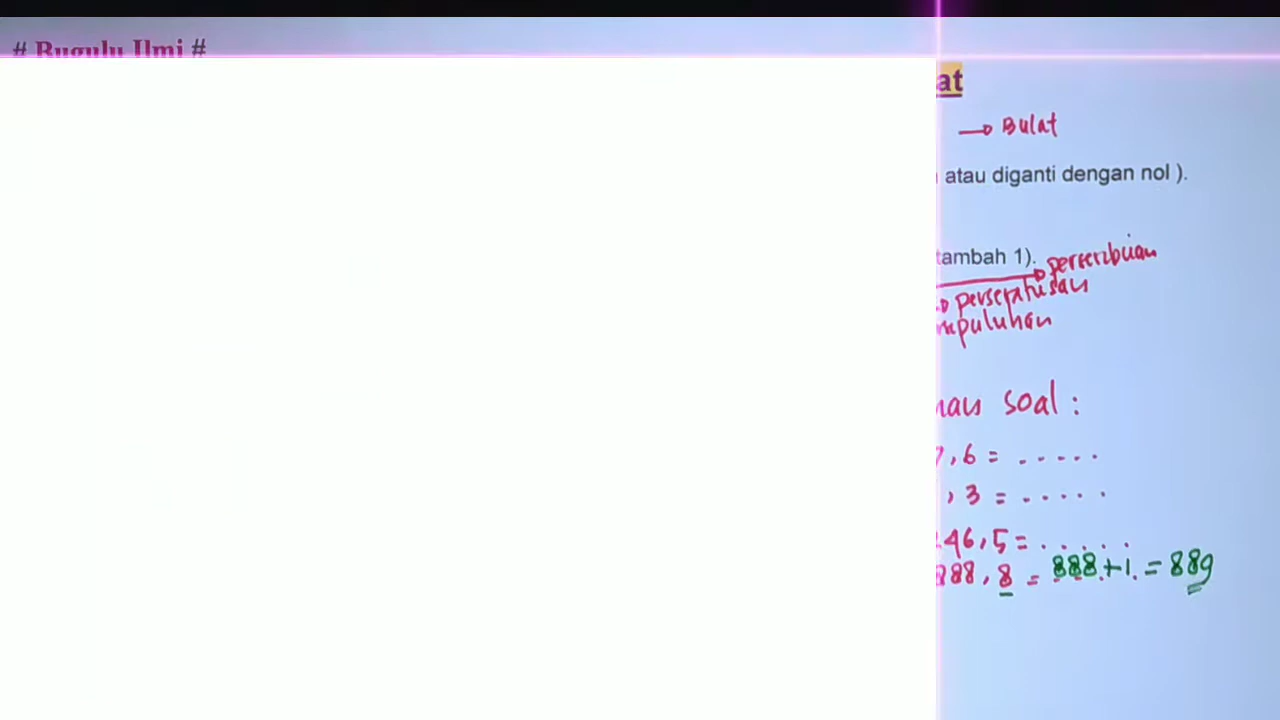 # Rugulu Ilmi #
at
→ Bulat
atau diganti dengan nol ).
tambah 1). perseribuan
perseratusan
puluhan
soal :
,6 = .....
,3 = .....
46,5 = .....
888,8 = 888+1 = 889